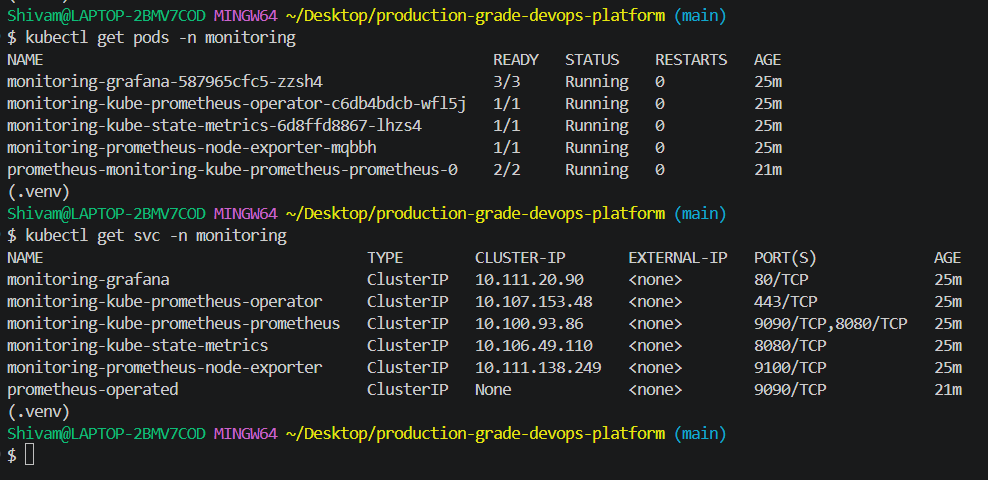 Shivam@LAPTOP-2BMV7COD MINGW64 ~/Desktop/production-grade-devops-platform (main)
$ kubectl get pods -n monitoring
NAME READY STATUS RESTARTS AGE
monitoring-grafana-587965cfc5-zzsh4 3/3 Running 0 25m
monitoring-kube-prometheus-operator-c6db4bdcb-wfl5j 1/1 Running 0 25m
monitoring-kube-state-metrics-6d8ffd8867-lhzs4 1/1 Running 0 25m
monitoring-prometheus-node-exporter-mqbbh 1/1 Running 0 25m
prometheus-monitoring-kube-prometheus-prometheus-0 2/2 Running 0 21m
(.venv)
Shivam@LAPTOP-2BMV7COD MINGW64 ~/Desktop/production-grade-devops-platform (main)
$ kubectl get svc -n monitoring
NAME TYPE CLUSTER-IP EXTERNAL-IP PORT(S) AGE
monitoring-grafana ClusterIP 10.111.20.90 <none> 80/TCP 25m
monitoring-kube-prometheus-operator ClusterIP 10.107.153.48 <none> 443/TCP 25m
monitoring-kube-prometheus-prometheus ClusterIP 10.100.93.86 <none> 9090/TCP,8080/TCP 25m
monitoring-kube-state-metrics ClusterIP 10.106.49.110 <none> 8080/TCP 25m
monitoring-prometheus-node-exporter ClusterIP 10.111.138.249 <none> 9100/TCP 25m
prometheus-operated ClusterIP None <none> 9090/TCP 21m
(.venv)
Shivam@LAPTOP-2BMV7COD MINGW64 ~/Desktop/production-grade-devops-platform (main)
$